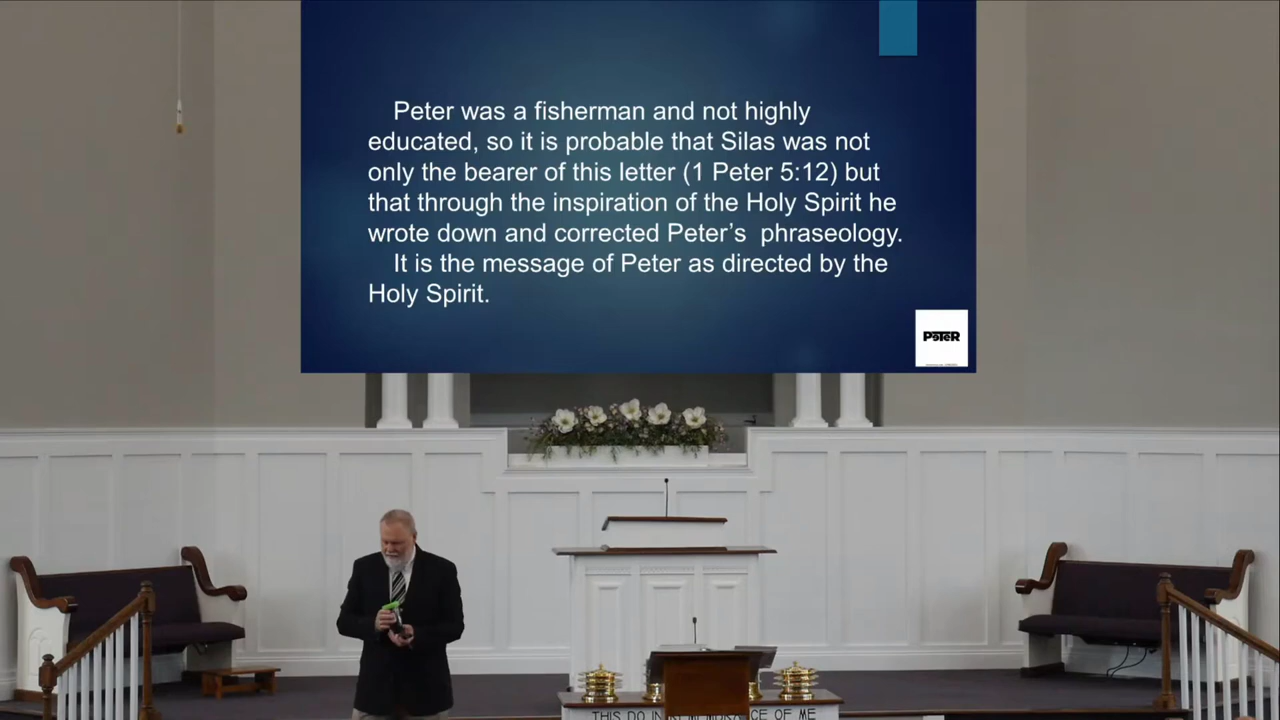 Peter was a fisherman and not highly
educated, so it is probable that Silas was not
only the bearer of this letter (1 Peter 5:12) but
that through the inspiration of the Holy Spirit he
wrote down and corrected Peter’s  phraseology.
It is the message of Peter as directed by the
Holy Spirit.
PeTeR
THIS DO IN OF ME